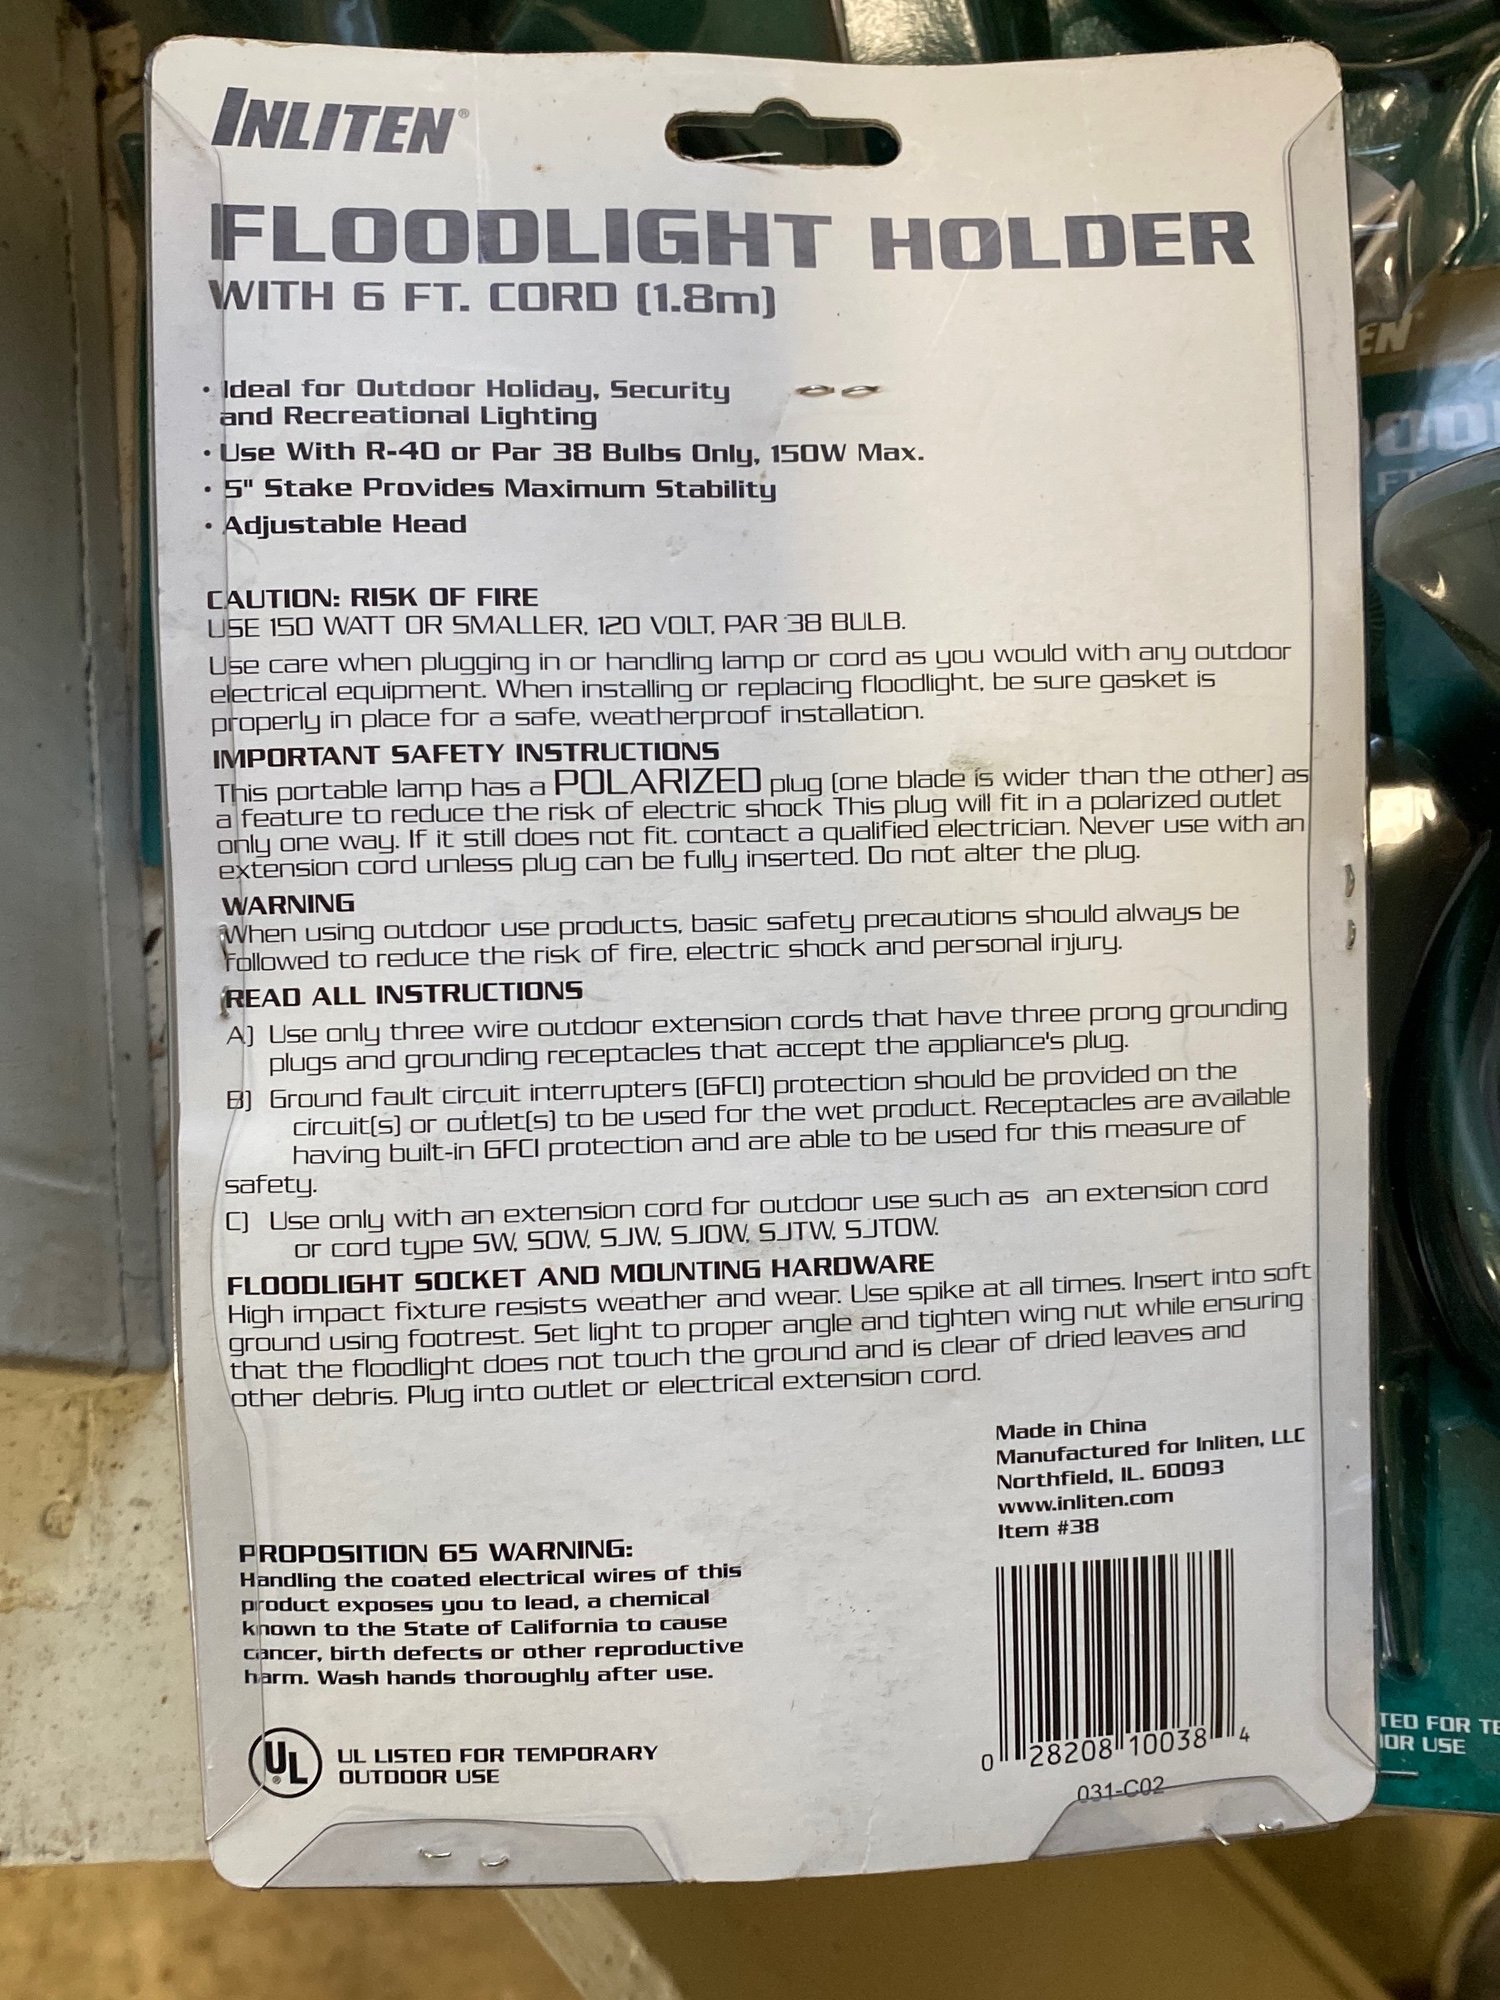 INLITEN®
FLOODLIGHT HOLDER
WITH 6 FT. CORD (1.8m)
• Ideal for Outdoor Holiday, Security
and Recreational Lighting
• Use With R-40 or Par 38 Bulbs Only, 150W Max.
• 5" Stake Provides Maximum Stability
• Adjustable Head
CAUTION: RISK OF FIRE
USE 150 WATT OR SMALLER, 120 VOLT, PAR 38 BULB.
Use care when plugging in or handling lamp or cord as you would with any outdoor
electrical equipment. When installing or replacing floodlight, be sure gasket is
properly in place for a safe, weatherproof installation.
IMPORTANT SAFETY INSTRUCTIONS
This portable lamp has a POLARIZED plug (one blade is wider than the other) as
a feature to reduce the risk of electric shock This plug will fit in a polarized outlet
only one way. If it still does not fit. contact a qualified electrician. Never use with an
extension cord unless plug can be fully inserted. Do not alter the plug.
WARNING
When using outdoor use products, basic safety precautions should always be
followed to reduce the risk of fire, electric shock and personal injury.
READ ALL INSTRUCTIONS
A) Use only three wire outdoor extension cords that have three prong grounding
plugs and grounding receptacles that accept the appliance's plug.
B) Ground fault circuit interrupters (GFCI) protection should be provided on the
circuit(s) or outlet(s) to be used for the wet product. Receptacles are available
having built-in GFCI protection and are able to be used for this measure of
safety.
C) Use only with an extension cord for outdoor use such as an extension cord
or cord type SW, SOW, SJW, SJOW, SJTW, SJTOW.
FLOODLIGHT SOCKET AND MOUNTING HARDWARE
High impact fixture resists weather and wear. Use spike at all times. Insert into soft
ground using footrest. Set light to proper angle and tighten wing nut while ensuring
that the floodlight does not touch the ground and is clear of dried leaves and
other debris. Plug into outlet or electrical extension cord.
Made in China
Manufactured for Inliten, LLC
Northfield, IL. 60093
www.inliten.com
Item #38
PROPOSITION 65 WARNING:
Handling the coated electrical wires of this
product exposes you to lead, a chemical
known to the State of California to cause
cancer, birth defects or other reproductive
harm. Wash hands thoroughly after use.
UL®
UL LISTED FOR TEMPORARY
OUTDOOR USE
0 28208 10038 4
031-C02
EN
OOD
FT
TED FOR TE
OR USE